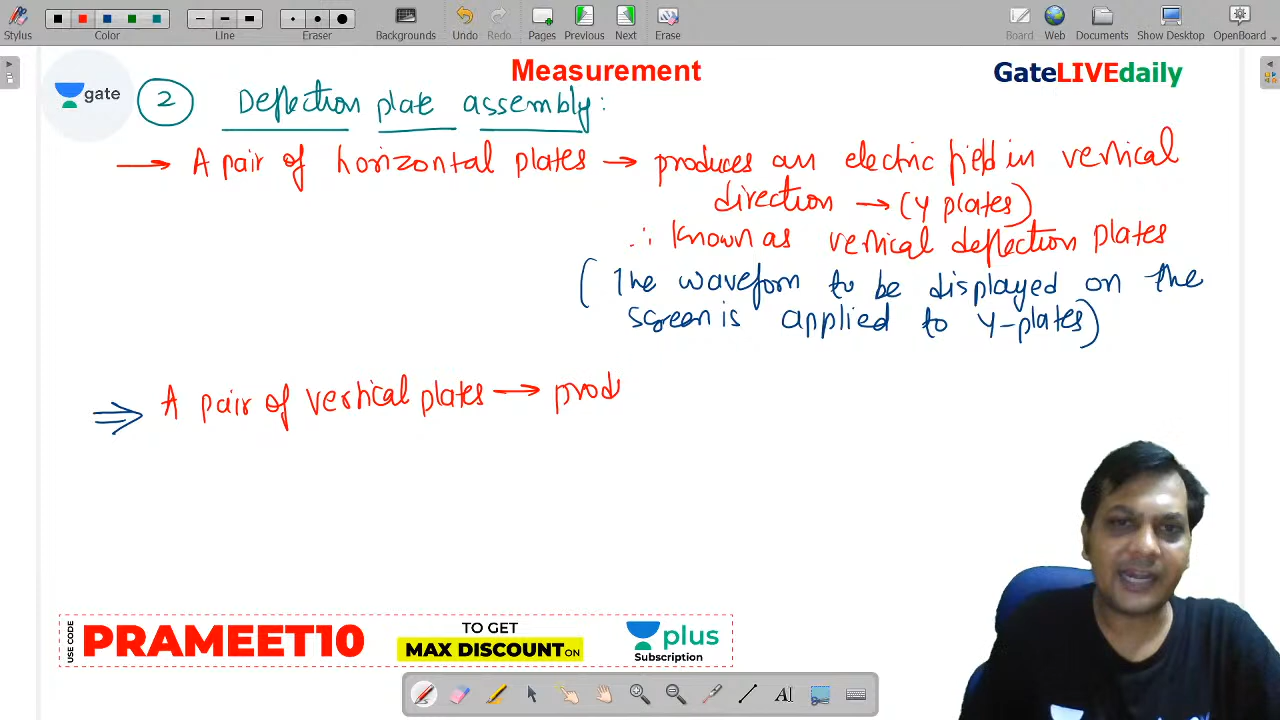 Stylus
Color
Line
Eraser
Backgrounds
Undo
Redo
Pages
Previous
Next
Erase
Board
Web
Documents
Show Desktop
OpenBoard
Measurement
GateLIVEdaily
gate
2 Deflection plate assembly:
→ A pair of horizontal plates → produces an electric field in vertical
direction → (Y plates)
∴ Known as vertical deflection plates
(The waveform to be displayed on the
screen is applied to Y-plates)
⇒ A pair of vertical plates → prod
USE CODE
PRAMEET10
TO GET
MAX DISCOUNT ON
plus
Subscription